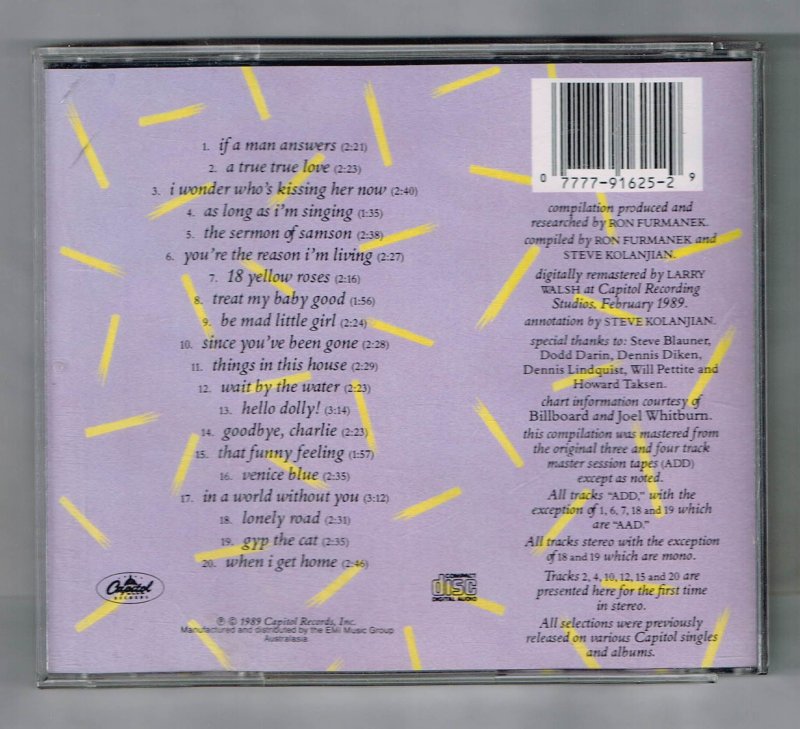 1. if a man answers (2:21)
2. a true true love (2:23)
3. i wonder who's kissing her now (2:40)
4. as long as i'm singing (1:35)
5. the sermon of samson (2:38)
6. you're the reason i'm living (2:27)
7. 18 yellow roses (2:16)
8. treat my baby good (1:56)
9. be mad little girl (2:24)
10. since you've been gone (2:28)
11. things in this house (2:29)
12. wait by the water (2:23)
13. hello dolly! (3:14)
14. goodbye, charlie (2:23)
15. that funny feeling (1:57)
16. venice blue (2:35)
17. in a world without you (3:12)
18. lonely road (2:31)
19. gyp the cat (2:35)
20. when i get home (2:46)
Capitol
RECORDS
℗ © 1989 Capitol Records, Inc.
Manufactured and distributed by the EMI Music Group
Australasia.
COMPACT
disc
DIGITAL AUDIO
0 7777-91625-2 9
compilation produced and
researched by RON FURMANEK.
compiled by RON FURMANEK and
STEVE KOLANJIAN.
digitally remastered by LARRY
WALSH at Capitol Recording
Studios, February 1989.
annotation by STEVE KOLANJIAN.
special thanks to: Steve Blauner,
Dodd Darin, Dennis Diken,
Dennis Lindquist, Will Pettite and
Howard Taksen.
chart information courtesy of
Billboard and Joel Whitburn.
this compilation was mastered from
the original three and four track
master session tapes (ADD)
except as noted.
All tracks "ADD," with the
exception of 1, 6, 7, 18 and 19 which
are "AAD."
All tracks stereo with the exception
of 18 and 19 which are mono.
Tracks 2, 4, 10, 12, 15 and 20 are
presented here for the first time
in stereo.
All selections were previously
released on various Capitol singles
and albums.